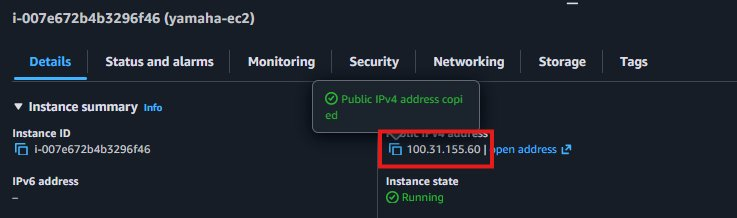 i-007e672b4b3296f46 (yamaha-ec2)
Details Status and alarms Monitoring Security Networking Storage Tags
Public IPv4 address copi
ed
Instance summary Info
Instance ID
i-007e672b4b3296f46
Public IPv4 address
100.31.155.60 | open address
IPv6 address
–
Instance state
Running